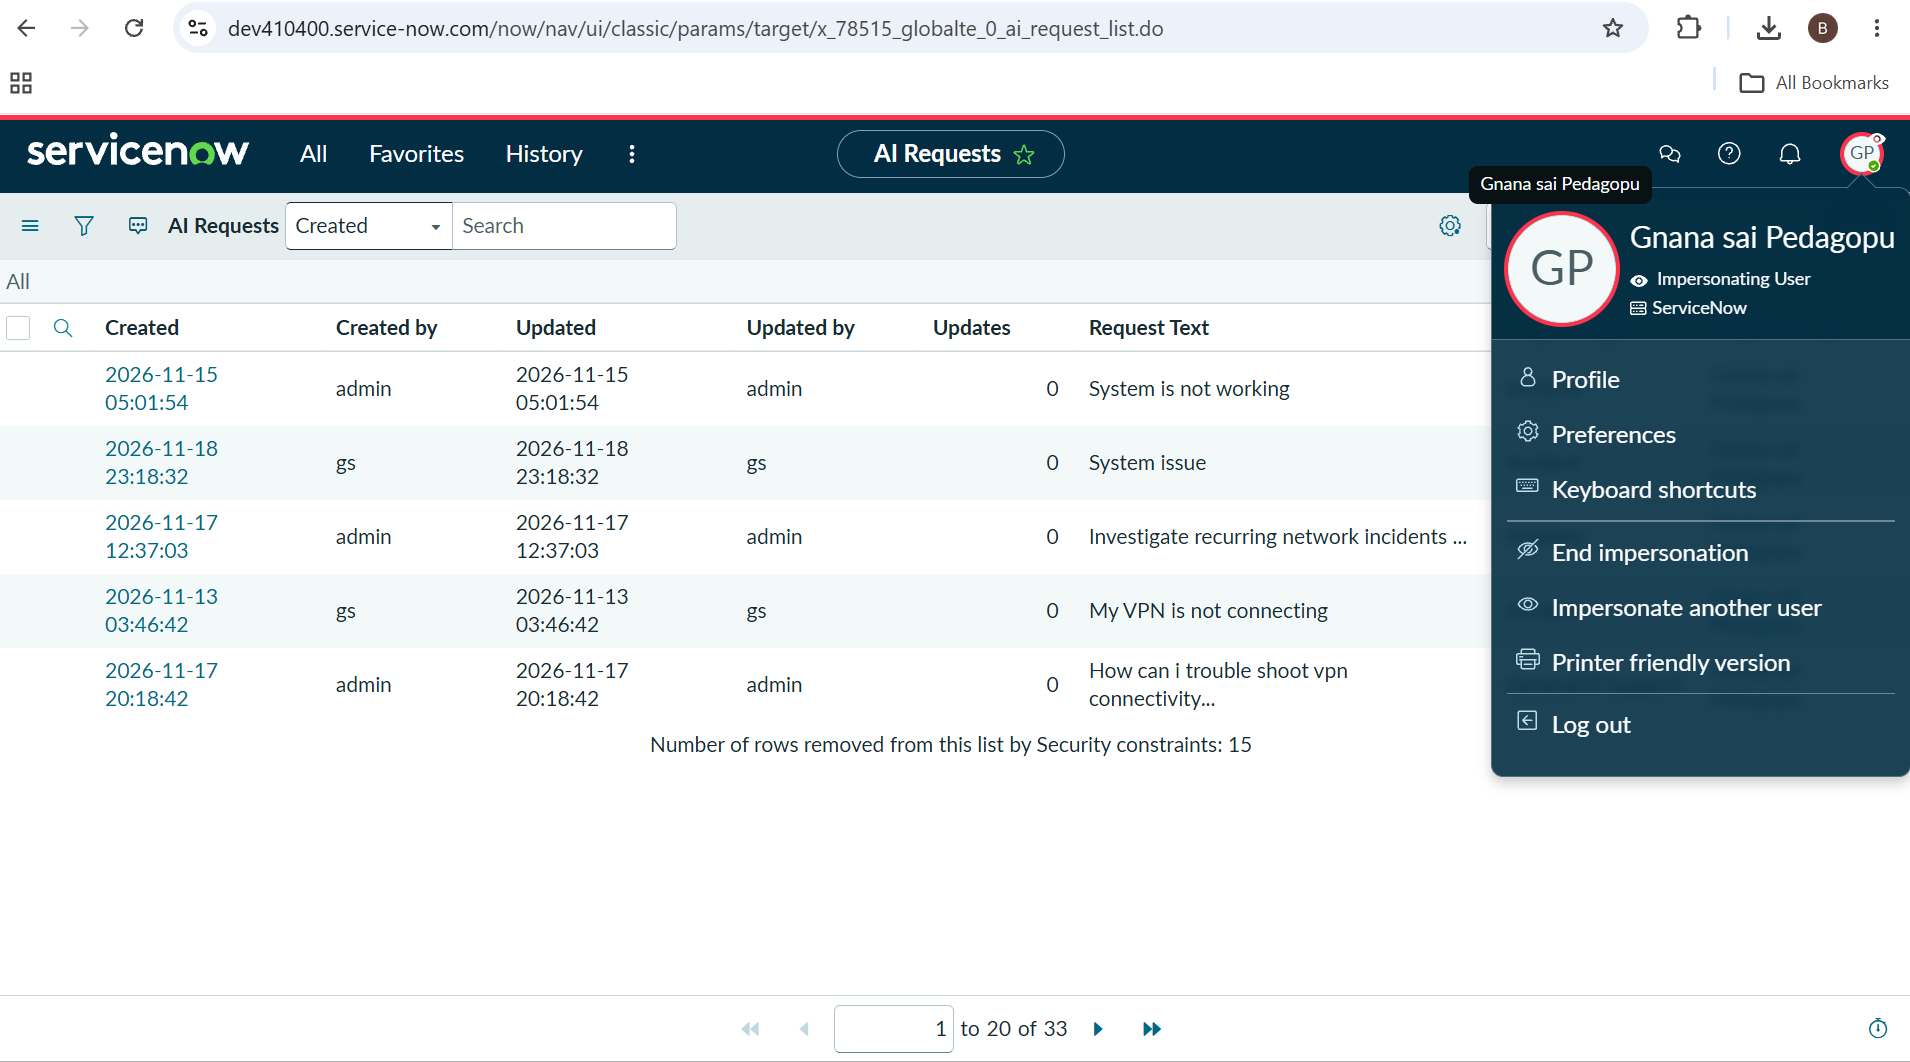 dev410400.service-now.com/now/nav/ui/classic/params/target/x_78515_globalte_0_ai_request_list.do
B
All Bookmarks
servicenow
All
Favorites
History
AI Requests
GP
Gnana sai Pedagopu
AI Requests
Created
Search
GP
Gnana sai Pedagopu
Impersonating User
ServiceNow
All
Created
Created by
Updated
Updated by
Updates
Request Text
2026-11-15
05:01:54
admin
2026-11-15
05:01:54
admin
0
System is not working
2026-11-18
23:18:32
gs
2026-11-18
23:18:32
gs
0
System issue
2026-11-17
12:37:03
admin
2026-11-17
12:37:03
admin
0
Investigate recurring network incidents ...
2026-11-13
03:46:42
gs
2026-11-13
03:46:42
gs
0
My VPN is not connecting
2026-11-17
20:18:42
admin
2026-11-17
20:18:42
admin
0
How can i trouble shoot vpn
connectivity...
Number of rows removed from this list by Security constraints: 15
Profile
Preferences
Keyboard shortcuts
End impersonation
Impersonate another user
Printer friendly version
Log out
1 to 20 of 33